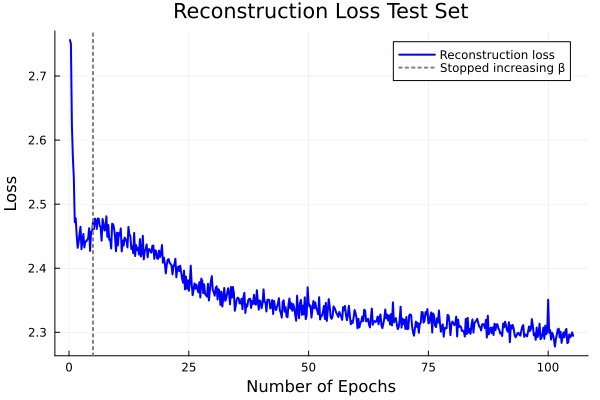 Reconstruction Loss Test Set
Reconstruction loss
Stopped increasing β
Loss
2.7
2.6
2.5
2.4
2.3
0
25
50
75
100
Number of Epochs